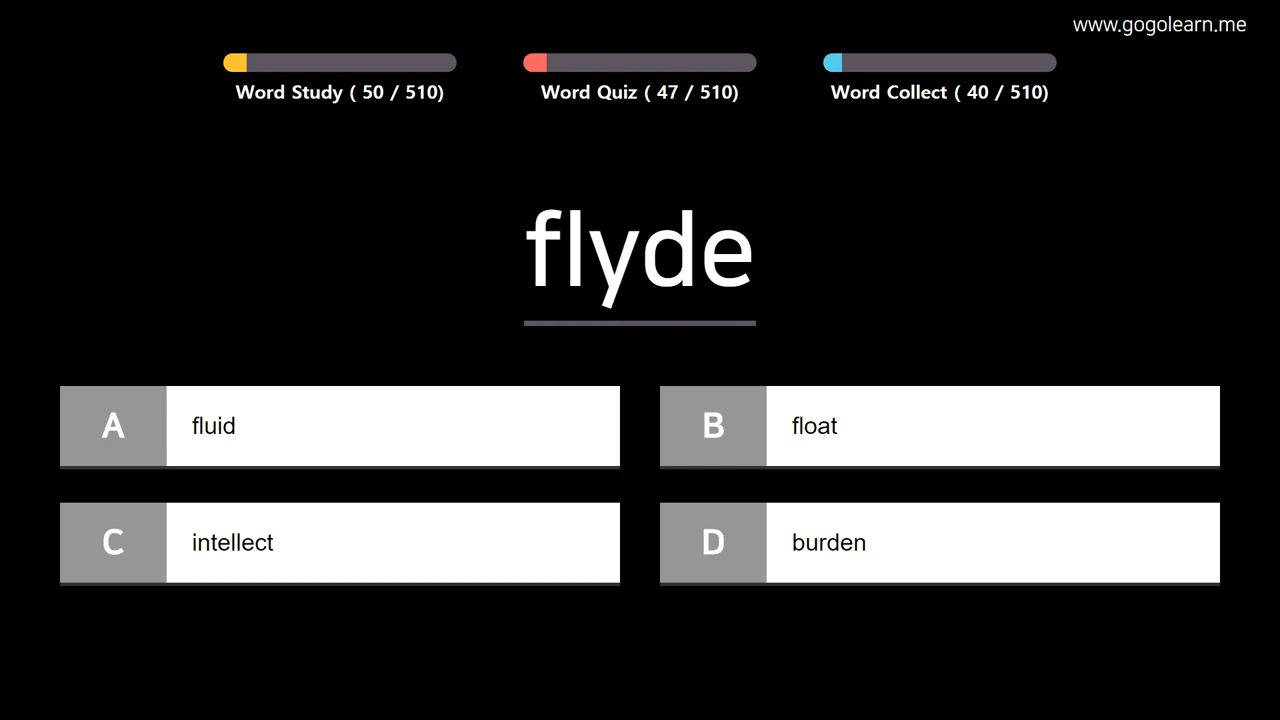 www.gogolearn.me
Word Study ( 50 / 510)
Word Quiz ( 47 / 510)
Word Collect ( 40 / 510)
flyde
A fluid
B float
C intellect
D burden